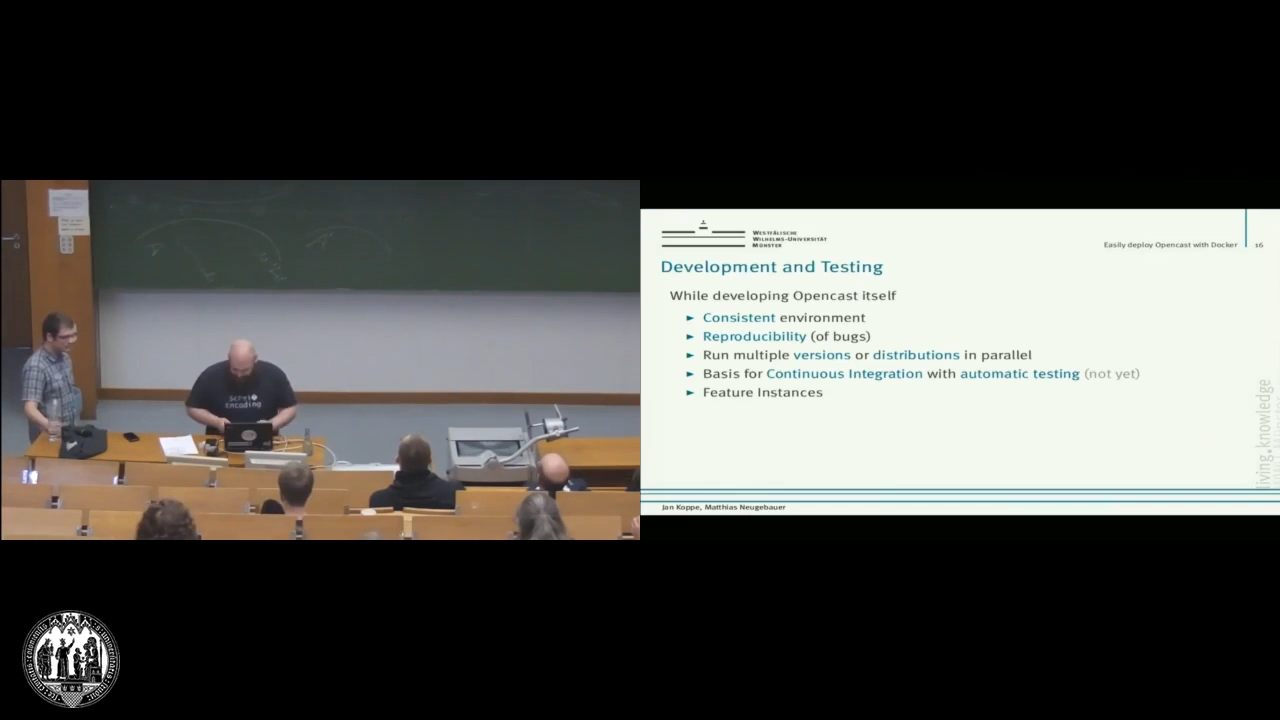 Encoding
Westfälische
Wilhelms-Universität
Münster
Easily deploy Opencast with Docker
16
Development and Testing
While developing Opencast itself
► Consistent environment
► Reproducibility (of bugs)
► Run multiple versions or distributions in parallel
► Basis for Continuous Integration with automatic testing (not yet)
► Feature Instances
living.knowledge
Jan Koppe, Matthias Neugebauer